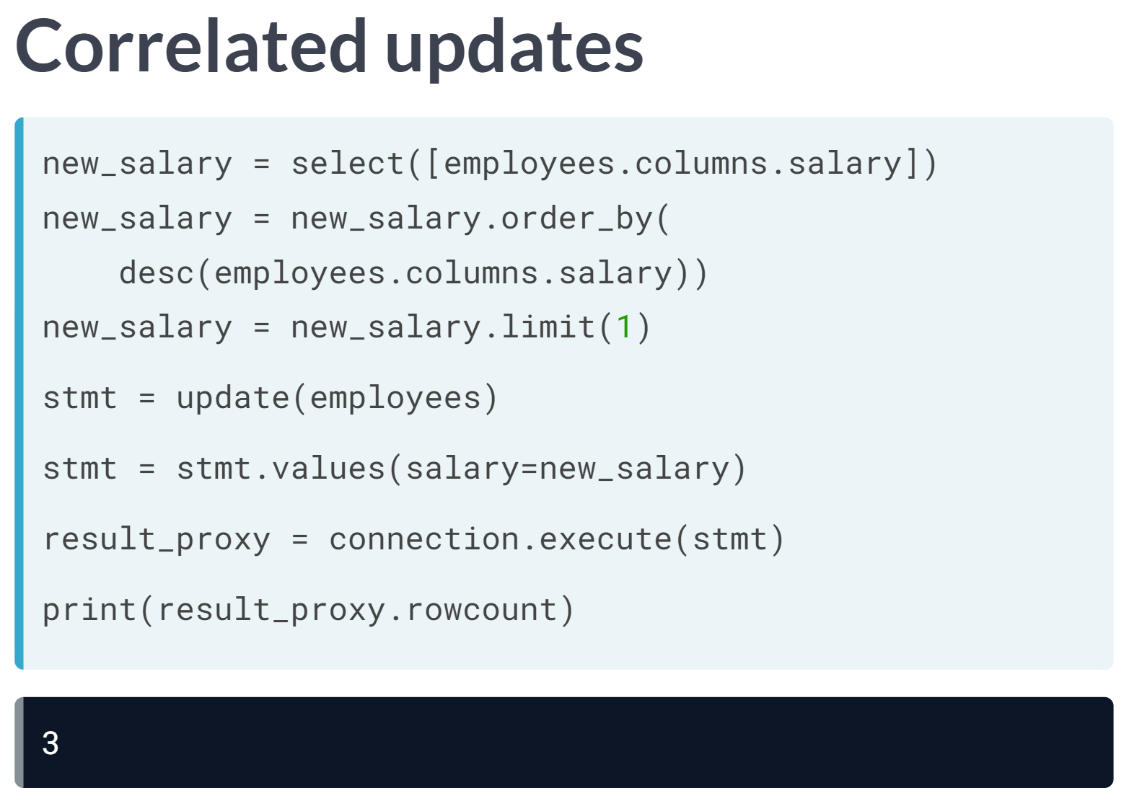 Correlated updates
new_salary = select([employees.columns.salary])
new_salary = new_salary.order_by(
    desc(employees.columns.salary))
new_salary = new_salary.limit(1)
stmt = update(employees)
stmt = stmt.values(salary=new_salary)
result_proxy = connection.execute(stmt)
print(result_proxy.rowcount)
3